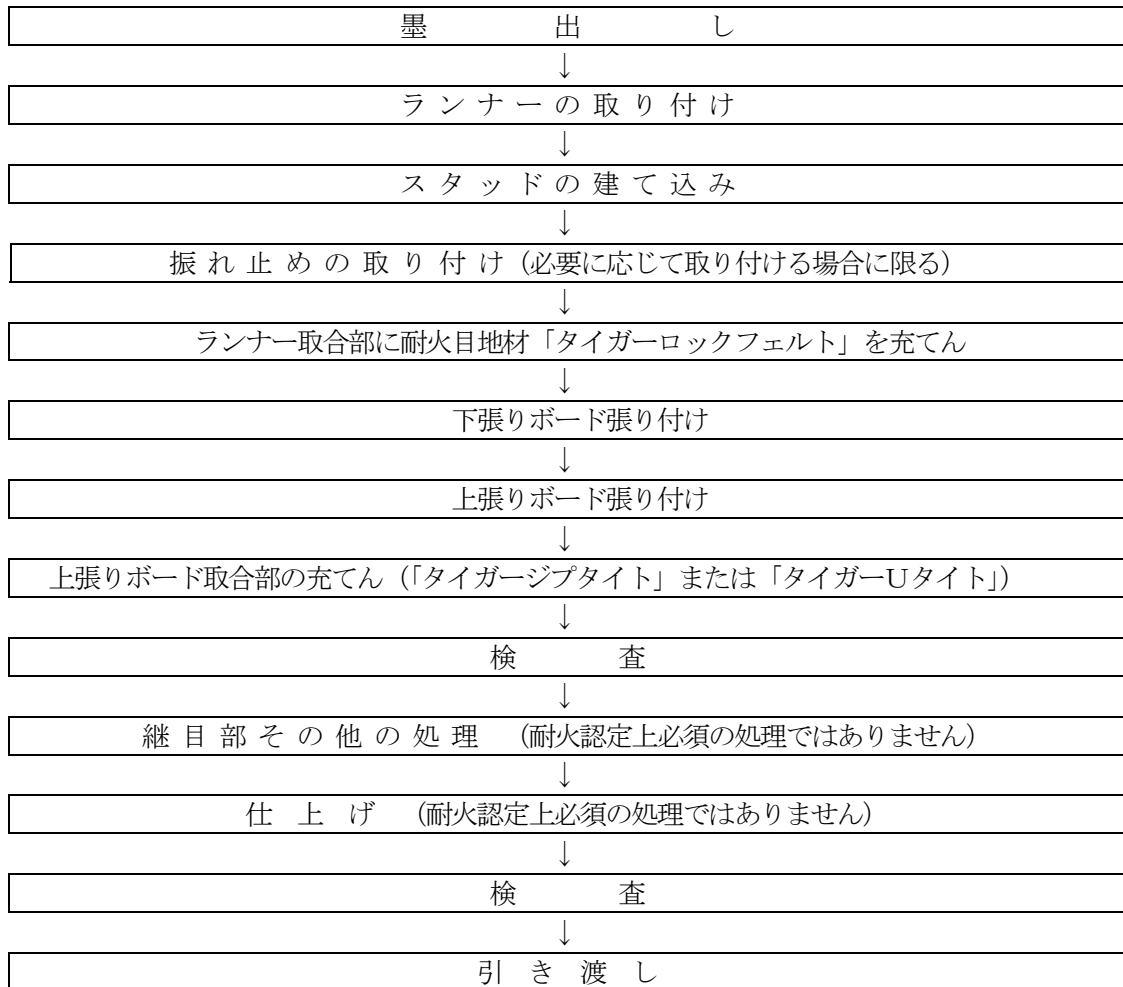 墨出し
↓
ランナーの取り付け
↓
スタッドの建て込み
↓
振れ止めの取り付け(必要に応じて取り付ける場合に限る)
↓
ランナー取合部に耐火目地材「タイガーロックフェルト」を充てん
↓
下張りボード張り付け
↓
上張りボード張り付け
↓
上張りボード取合部の充てん(「タイガージプタイト」または「タイガーUタイト」)
↓
検査
↓
継目部その他の処理 (耐火認定上必須の処理ではありません)
↓
仕上げ (耐火認定上必須の処理ではありません)
↓
検査
↓
引き渡し